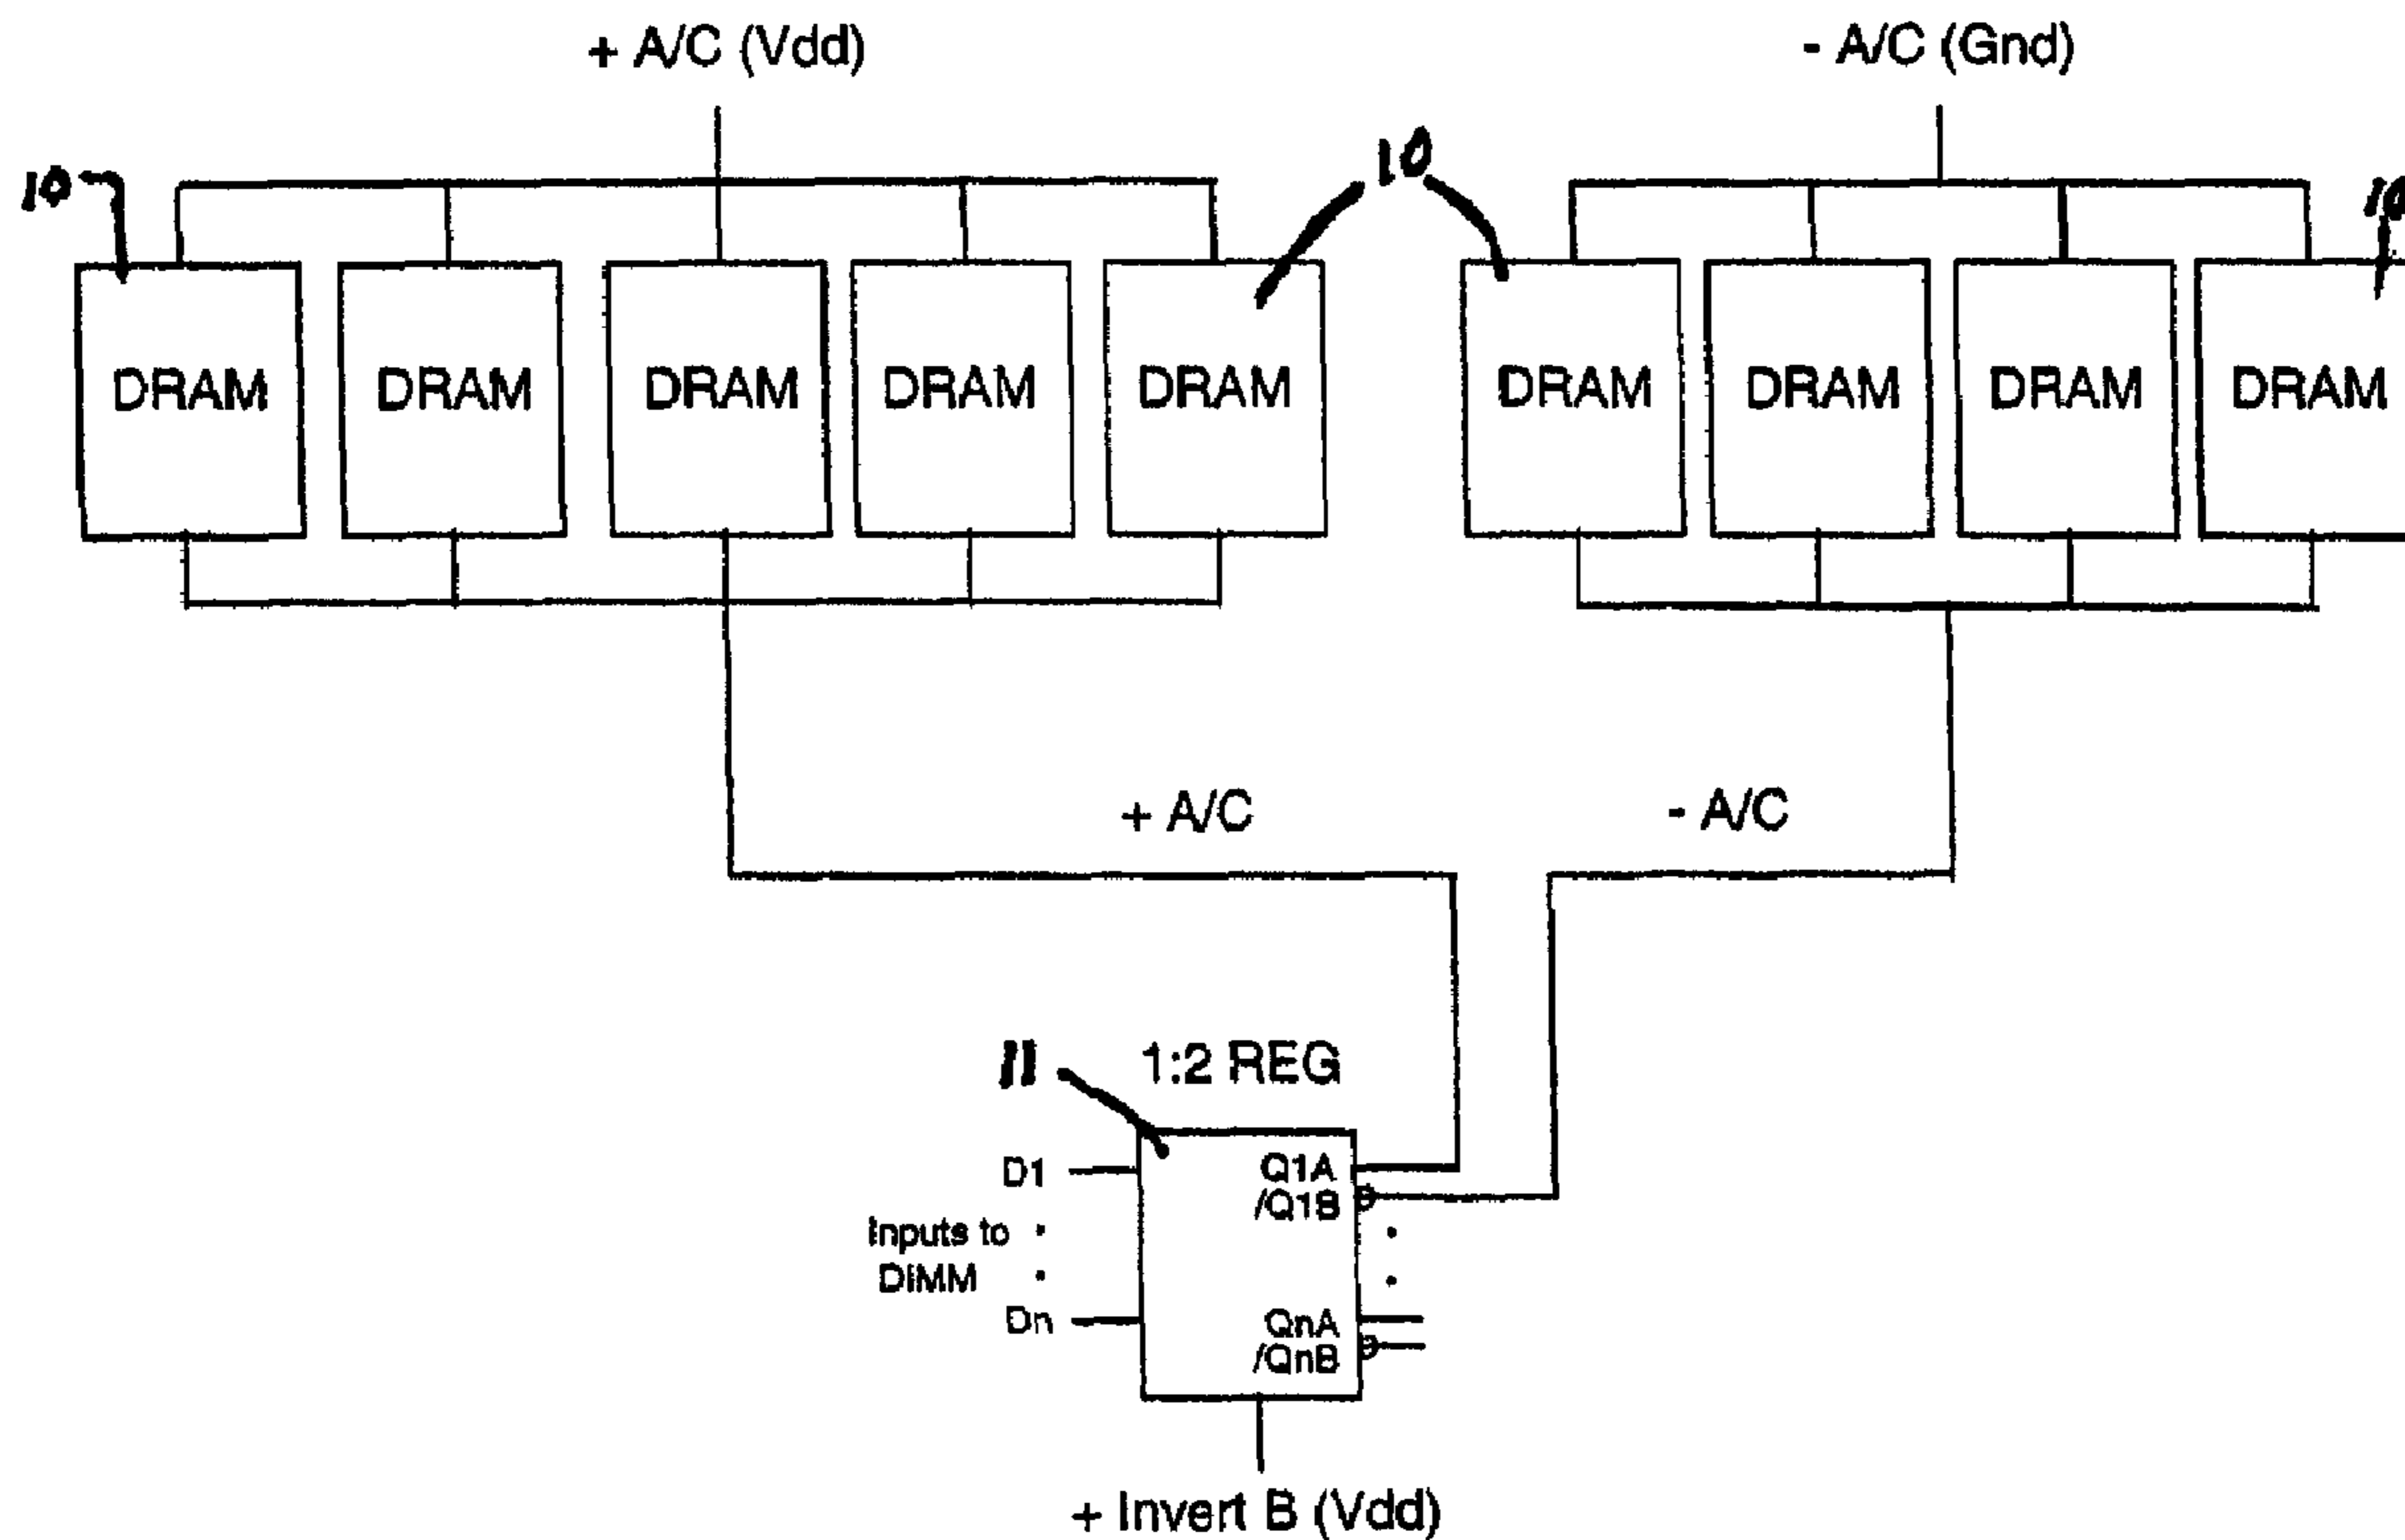 + A/C (Vdd)
- A/C (Gnd)
10
10
10
DRAM DRAM DRAM DRAM DRAM DRAM DRAM DRAM DRAM
+ A/C
- A/C
11
1:2 REG
D1
Q1A
/Q1B
Inputs to
DIMM
Dn
QnA
/QnB
+ Invert B (Vdd)